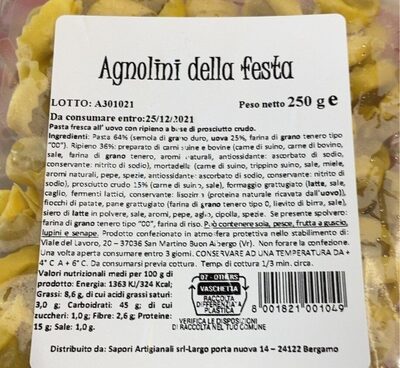 Agnolini della festa
LOTTO: A301021
Peso netto 250 g e
Da consumare entro:25/12/2021
Pasta fresca all' uovo con ripieno a base di prosciutto crudo.
Ingredienti: Pasta 64% (semola di grano duro, uova 25%, farina di grano tenero tipo
"00"). Ripieno 36%: preparato di carni suine e bovine (carne di suino, carne di bovino,
sale, farina di grano tenero, aromi naturali, antiossidante: ascorbato di sodio,
conservante: nitrito di sodio), mortadella (carne di suino, trippino suino, sale, miele,
aromi naturali, pepe, spezie, antiossidante: ascorbato di sodio, conservante: nitrito di
sodio), prosciutto crudo 15% (carne di suino, sale), formaggio grattugiato (latte, sale,
caglio, fermenti lattici, conservante: lisozima (proteina naturale ricavata dall'uovo)),
fiocchi di patate, pane grattugiato (farina di grano tenero tipo 0, lievito di birra, sale),
siero di latte in polvere, sale, aromi, pepe, aglio, cipolla, spezie. Se presente spolvero:
farina di grano tenero tipo "00", farina di riso. Può contenere soia, pesce, frutta a guscio,
lupini e senape. Prodotto e confezionato in atmosfera protettiva nello stabilimento di:
Viale del Lavoro, 20 – 37036 San Martino Buon Albergo (Vr). Non forare la confezione.
Una volta aperta consumare entro 3 giorni. CONSERVARE AD UNA TEMPERATURA DA +
4° C A + 6° C. Da consumarsi previa cottura. Tempi di cottura 1/3 min. circa.
Valori nutrizionali medi per 100 g di
prodotto: Energia: 1363 KJ/324 Kcal;
Grassi: 8,6 g, di cui acidi grassi saturi:
3,0 g; Carboidrati: 45 g; di cui
zuccheri: 1,0 g; Fibre: 2,6 g; Proteine:
15 g; Sale: 1,0 g.
07 - OTHERS
VASCHETTA
RACCOLTA
DIFFERENZIATA
PLASTICA
VERIFICA LE DISPOSIZIONI
DI RACCOLTA NEL TUO COMUNE
8 001821 001049
Distribuito da: Sapori Artigianali srl-Largo porta nuova 14 – 24122 Bergamo